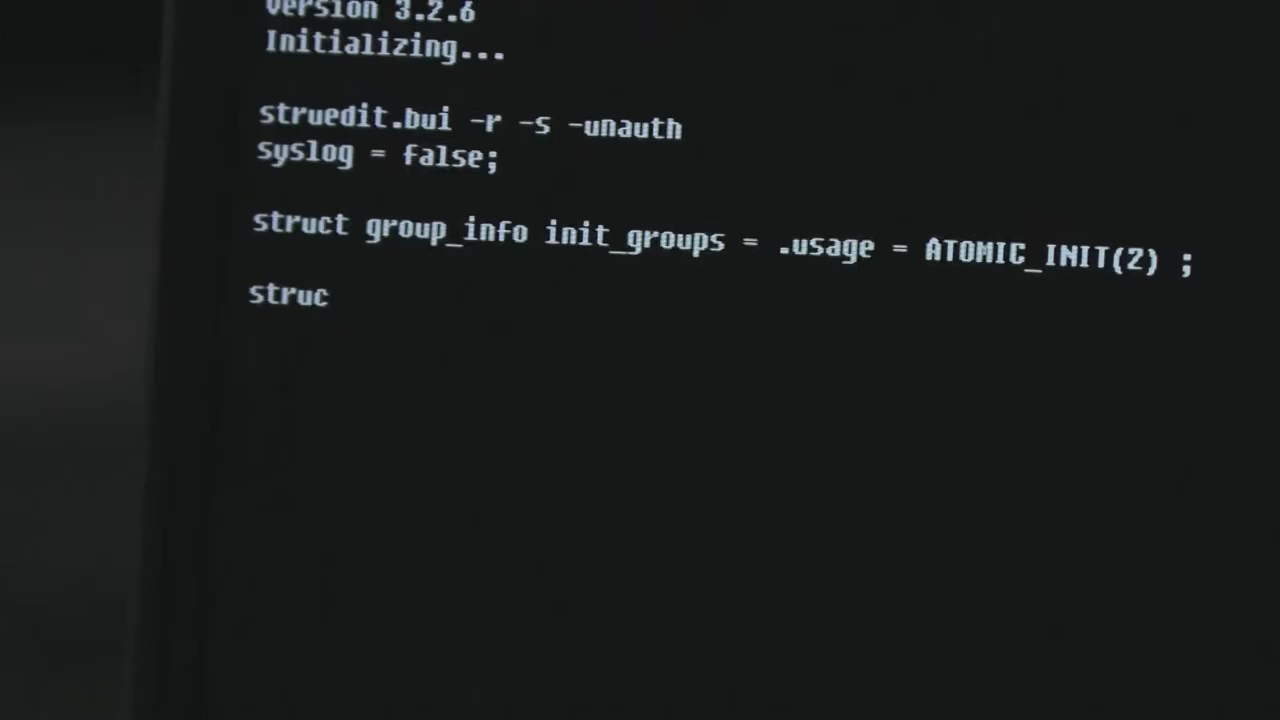 Version 3.2.6
Initializing...
struedit.bui -r -s -unauth
syslog = false;
struct group_info init_groups = .usage = ATOMIC_INIT(2) ;
struc